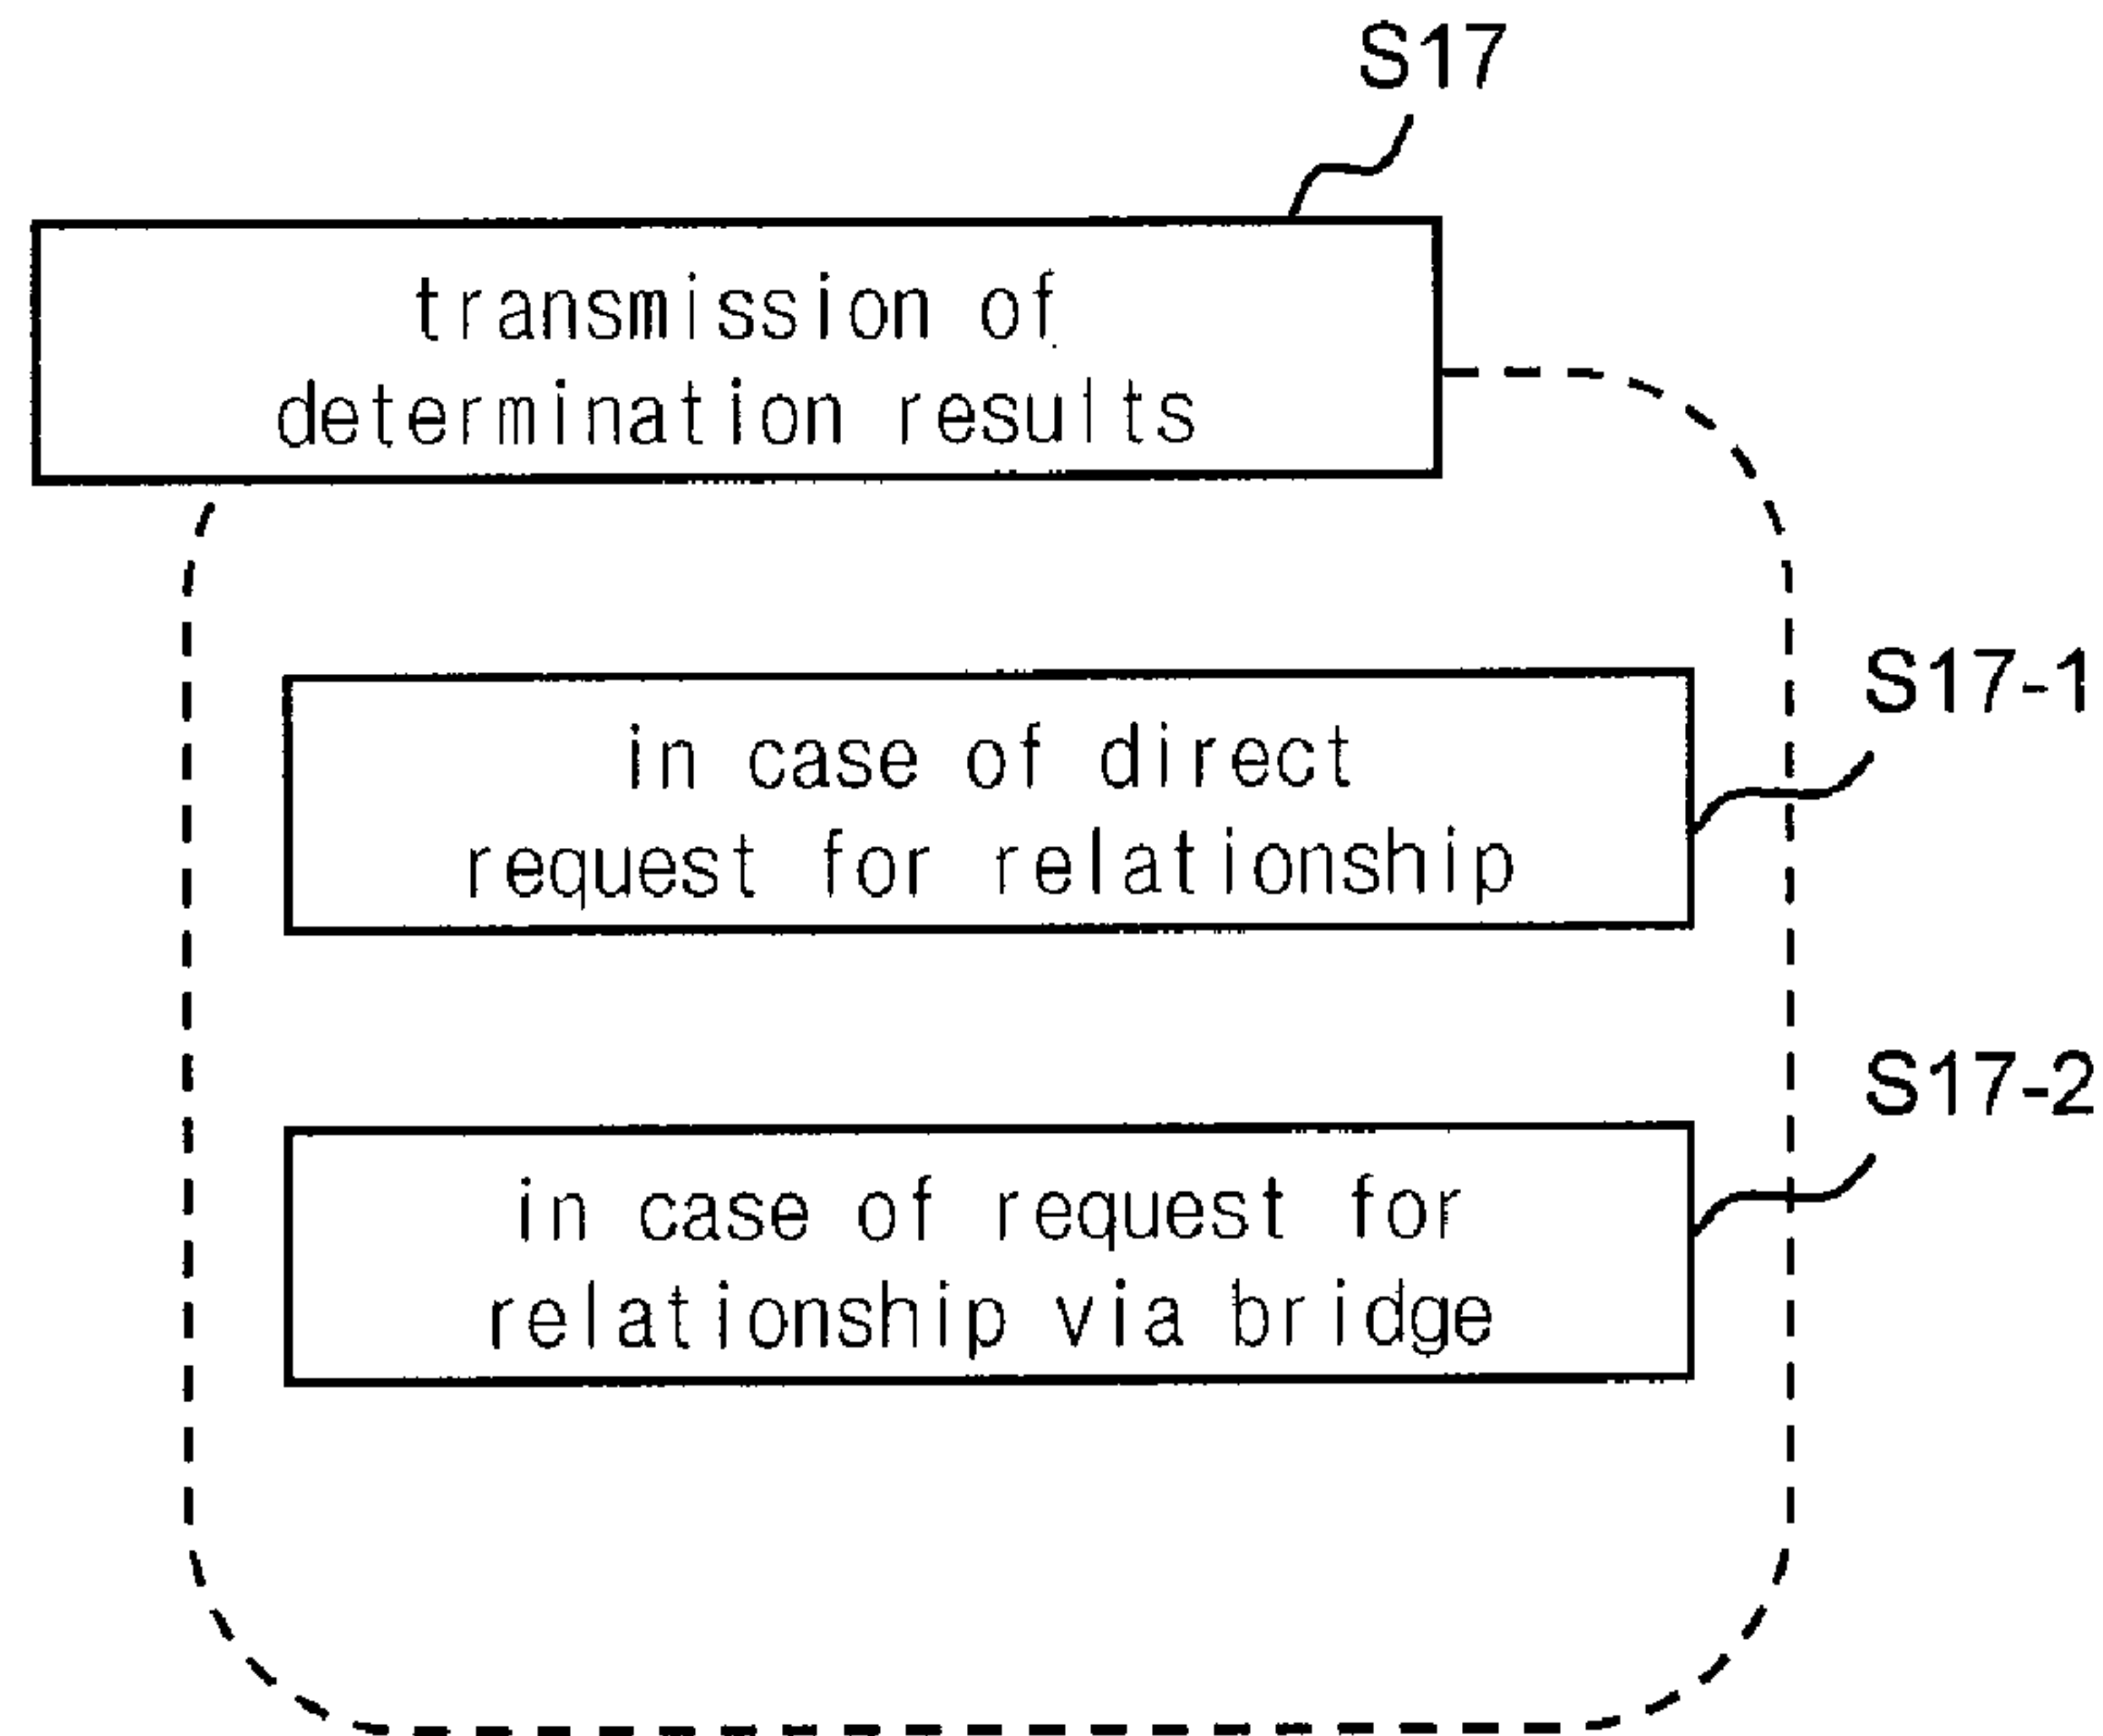 S17
transmission of
determination results
S17-1
in case of direct
request for relationship
S17-2
in case of request for
relationship via bridge